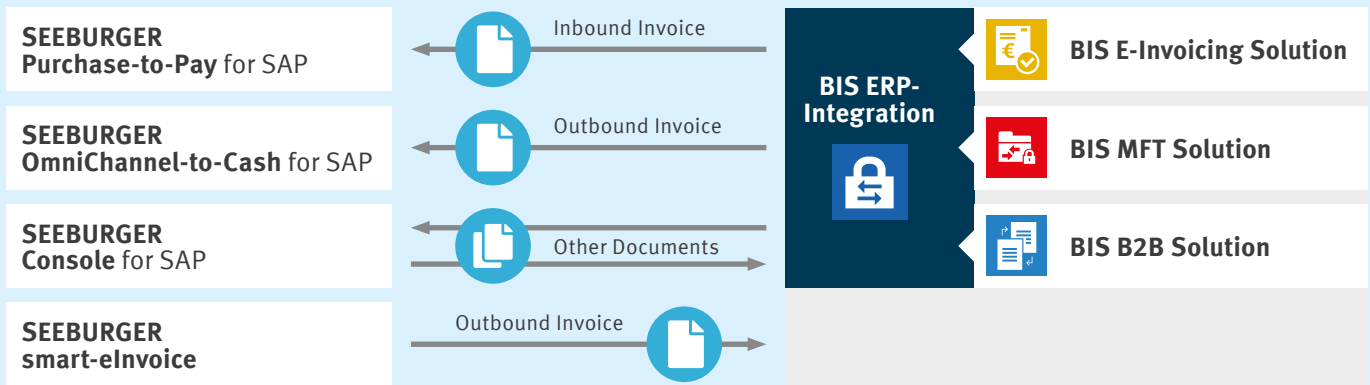 SEEBURGER
Purchase-to-Pay for SAP
Inbound Invoice
SEEBURGER
OmniChannel-to-Cash for SAP
Outbound Invoice
SEEBURGER
Console for SAP
Other Documents
SEEBURGER
smart-eInvoice
Outbound Invoice
BIS ERP-
Integration
€
BIS E-Invoicing Solution
BIS MFT Solution
BIS B2B Solution